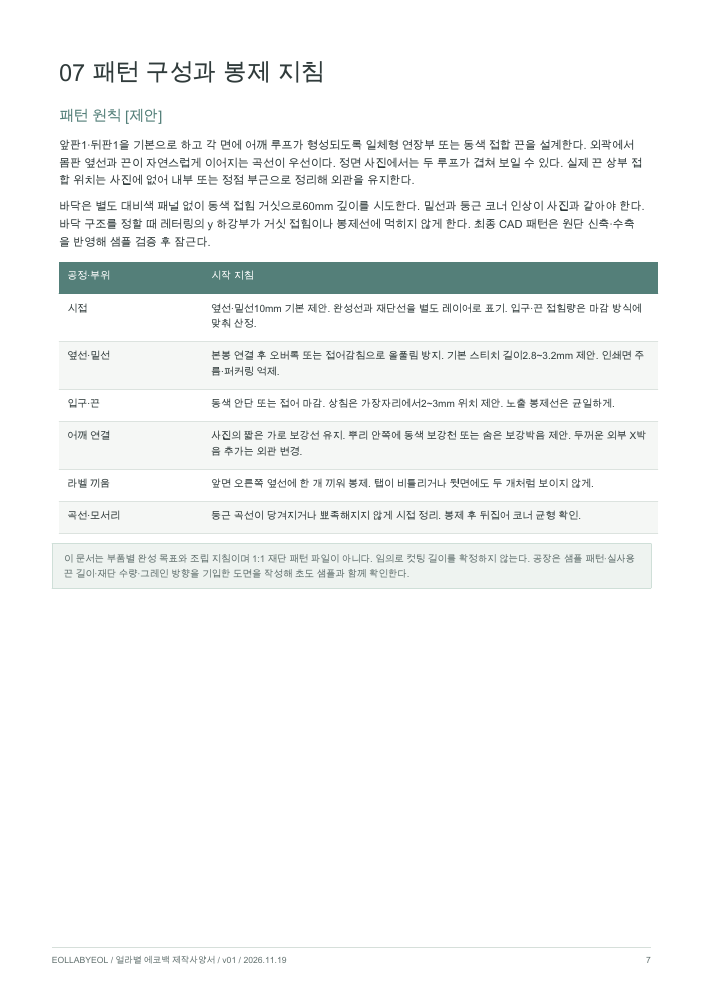 07 패턴 구성과 봉제 지침
패턴 원칙 [제안]
앞판1·뒤판1을 기본으로 하고 각 면에 어깨 루프가 형성되도록 일체형 연장부 또는 동색 접합 끈을 설계한다. 외곽에서
몸판 옆선과 끈이 자연스럽게 이어지는 곡선이 우선이다. 정면 사진에서는 두 루프가 겹쳐 보일 수 있다. 실제 끈 상부 접
합 위치는 사진에 없어 내부 또는 정점 부근으로 정리해 외관을 유지한다.
바닥은 별도 대비색 패널 없이 동색 접힘 거싯으로60mm 깊이를 시도한다. 밑선과 둥근 코너 인상이 사진과 같아야 한다.
바닥 구조를 정할 때 레터링의 y 하강부가 거싯 접힘이나 봉제선에 먹히지 않게 한다. 최종 CAD 패턴은 원단 신축·수축
을 반영해 샘플 검증 후 잠근다.
공정·부위 시작 지침
시접 옆선·밑선10mm 기본 제안. 완성선과 재단선을 별도 레이어로 표기. 입구·끈 접힘량은 마감 방식에
맞춰 산정.
옆선·밑선 본봉 연결 후 오버록 또는 접어감침으로 올풀림 방지. 기본 스티치 길이2.8~3.2mm 제안. 인쇄면 주
름·퍼커링 억제.
입구·끈 동색 안단 또는 접어 마감. 상침은 가장자리에서2~3mm 위치 제안. 노출 봉제선은 균일하게.
어깨 연결 사진의 짧은 가로 보강선 유지. 뿌리 안쪽에 동색 보강천 또는 숨은 보강박음 제안. 두꺼운 외부 X박
음 추가는 외관 변경.
라벨 끼움 앞면 오른쪽 옆선에 한 개 끼워 봉제. 탭이 비틀리거나 뒷면에도 두 개처럼 보이지 않게.
곡선·모서리 둥근 곡선이 당겨지거나 뾰족해지지 않게 시접 정리. 봉제 후 뒤집어 코너 균형 확인.
이 문서는 부품별 완성 목표와 조립 지침이며 1:1 재단 패턴 파일이 아니다. 임의로 컷팅 길이를 확정하지 않는다. 공장은 샘플 패턴·실사용
끈 길이·재단 수량·그레인 방향을 기입한 도면을 작성해 초도 샘플과 함께 확인한다.
EOLLABYEOL / 얼라별 에코백 제작사양서 / v01 / 2026.11.19 7